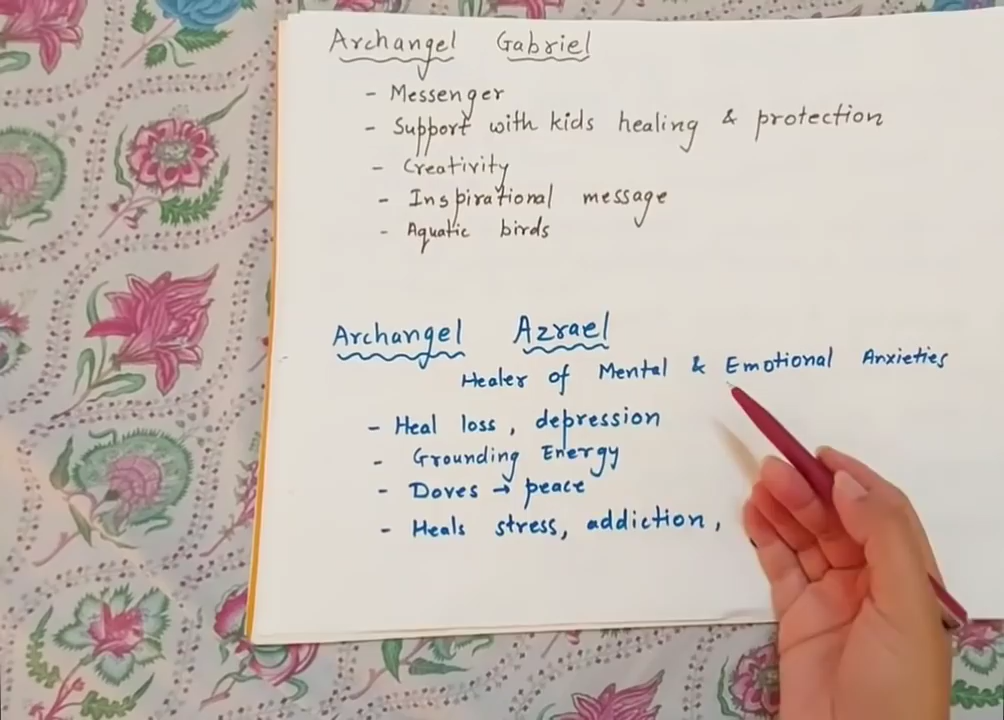 Archangel Gabriel
- Messenger
- Support with kids healing & protection
- Creativity
- Inspirational message
- Aquatic birds
Archangel Azrael
Healer of Mental & Emotional Anxieties
- Heal loss, depression
- Grounding Energy
- Doves → peace
- Heals stress, addiction,